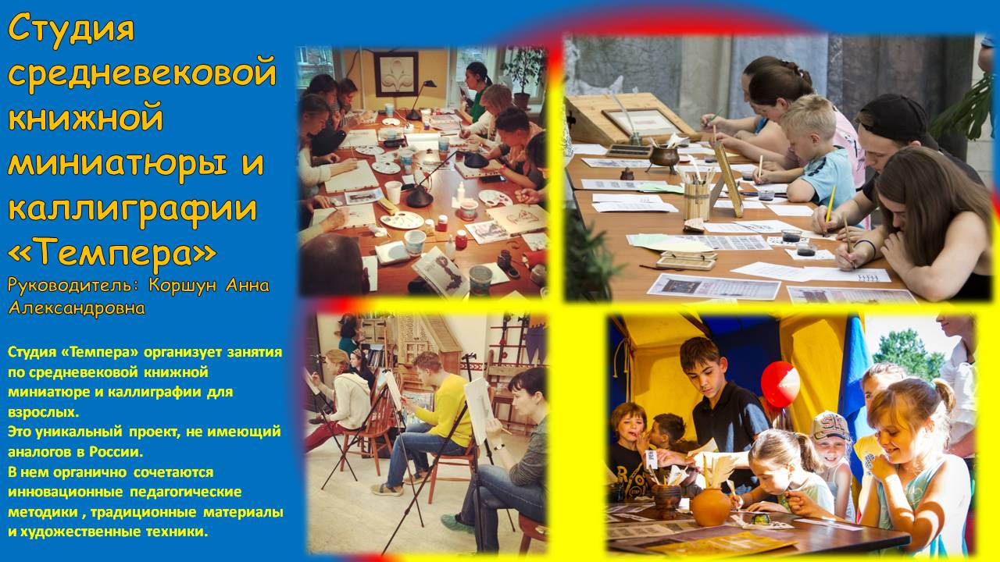 Студия
средневековой
книжной
миниатюры и
каллиграфии
«Темпера»
Руководитель: Коршун Анна
Александровна
Студия «Темпера» организует занятия
по средневековой книжной
миниатюре и каллиграфии для
взрослых.
Это уникальный проект, не имеющий
аналогов в России.
В нем органично сочетаются
инновационные педагогические
методики , традиционные материалы
и художественные техники.